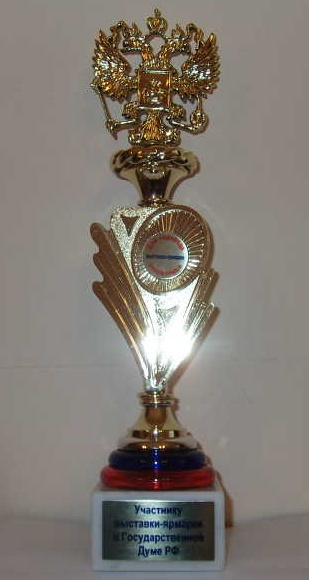 Участнику
выставки-ярмарки
в Государственной
Думе РФ